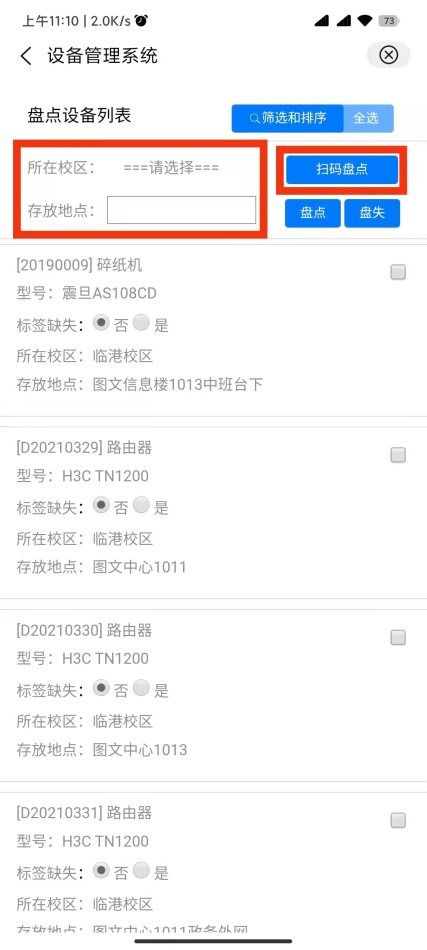 上午11:10 | 2.0K/s
73
设备管理系统
盘点设备列表
筛选和排序 全选
所在校区： ===请选择===
扫码盘点
存放地点：
盘点 盘失
[20190009] 碎纸机
型号：震旦AS108CD
标签缺失：否 是
所在校区：临港校区
存放地点：图文信息楼1013中班台下
[D20210329] 路由器
型号：H3C TN1200
标签缺失：否 是
所在校区：临港校区
存放地点：图文中心1011
[D20210330] 路由器
型号：H3C TN1200
标签缺失：否 是
所在校区：临港校区
存放地点：图文中心1013
[D20210331] 路由器
型号：H3C TN1200
标签缺失：否 是
所在校区：临港校区
存放地点：图文中心1011政务外网